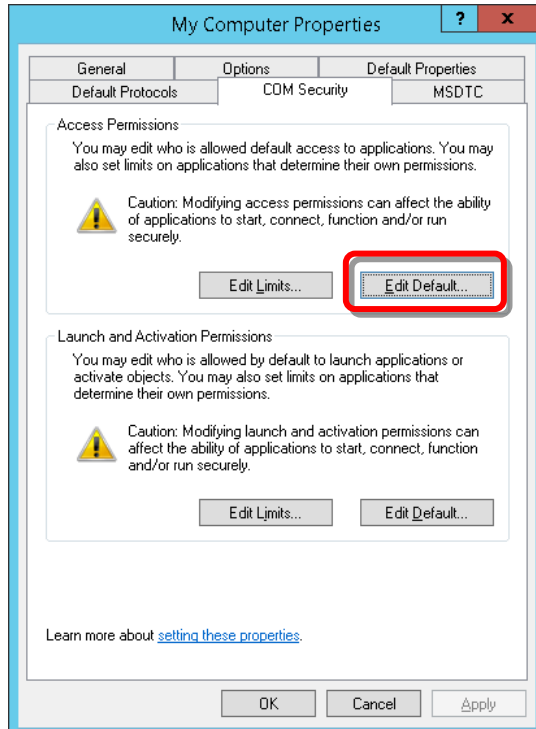 My Computer Properties
? x
General Options Default Properties
Default Protocols COM Security MSDTC
Access Permissions
You may edit who is allowed default access to applications. You may
also set limits on applications that determine their own permissions.
Caution: Modifying access permissions can affect the ability
of applications to start, connect, function and/or run
securely.
Edit Limits... Edit Default...
Launch and Activation Permissions
You may edit who is allowed by default to launch applications or
activate objects. You may also set limits on applications that
determine their own permissions.
Caution: Modifying launch and activation permissions can
affect the ability of applications to start, connect, function
and/or run securely.
Edit Limits... Edit Default...
Learn more about setting these properties.
OK Cancel Apply